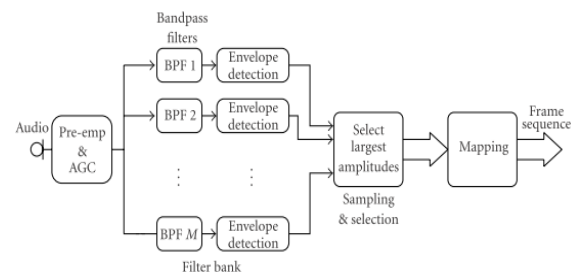 Bandpass
filters
BPF 1
Envelope
detection
BPF 2
Envelope
detection
Audio
Pre-emp
&
AGC
Select
largest
amplitudes
Mapping
Frame
sequence
Sampling
& selection
BPF M
Envelope
detection
Filter bank